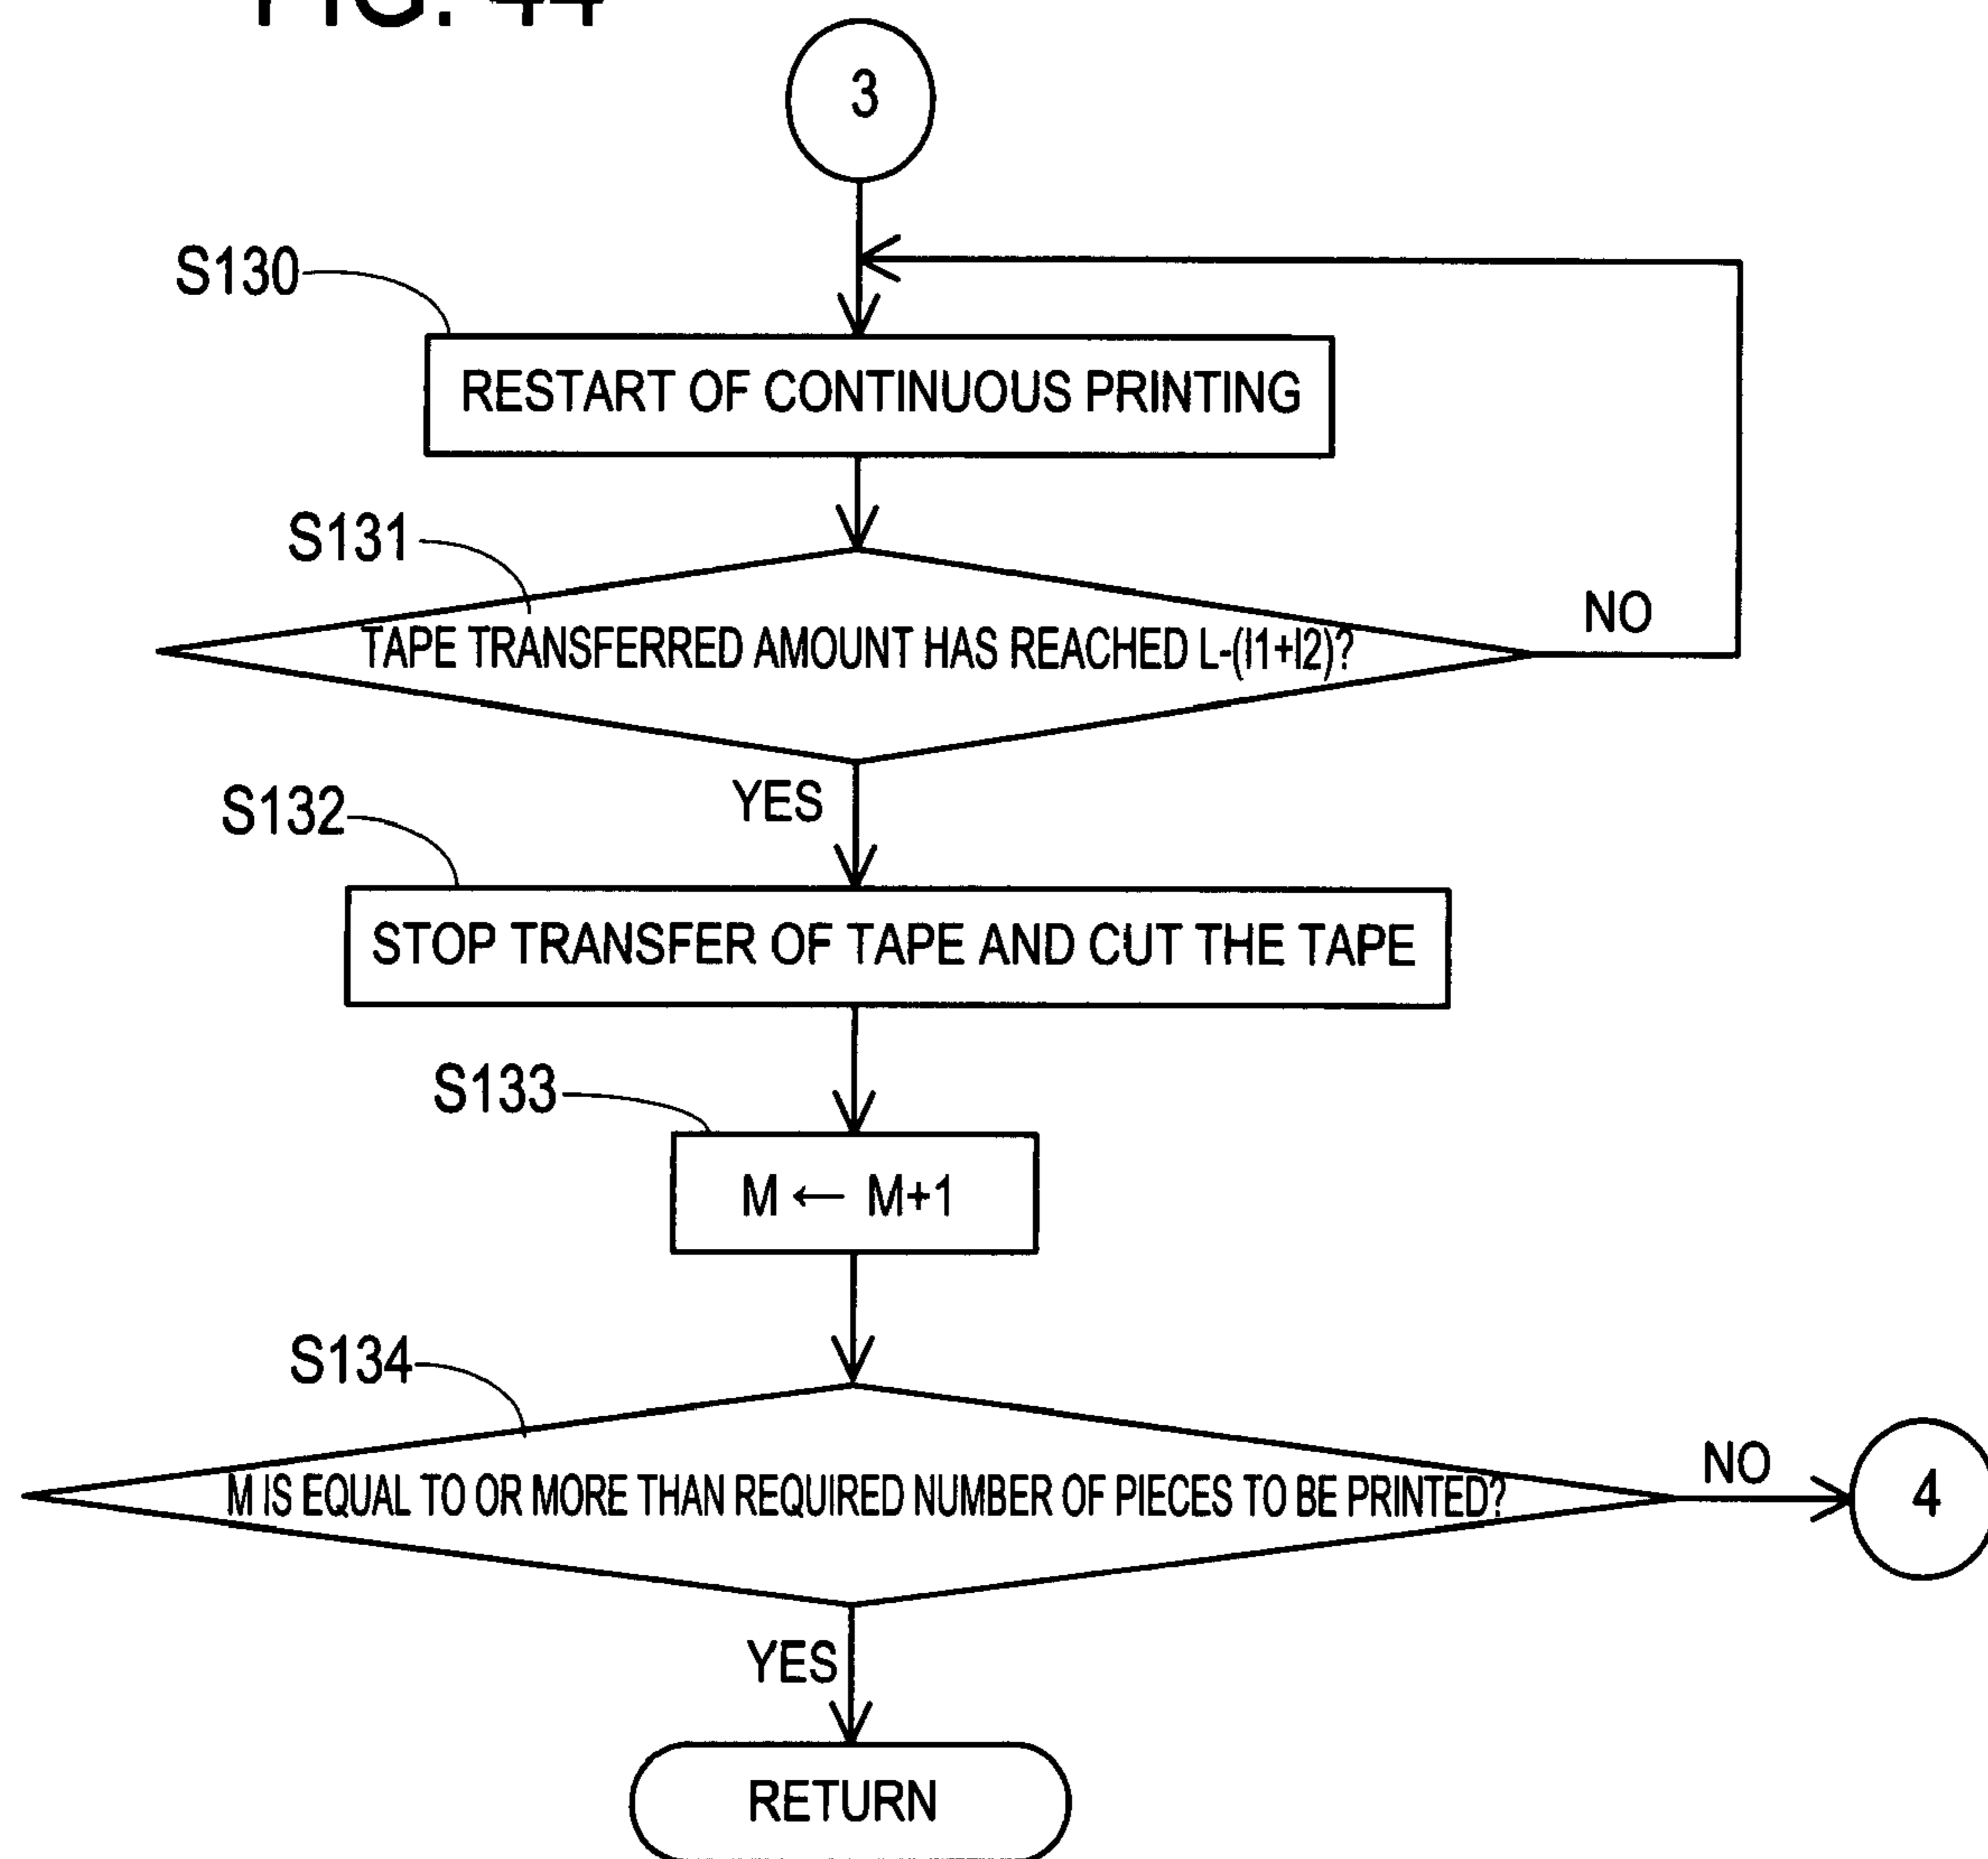 FIG. 44
3
S130
RESTART OF CONTINUOUS PRINTING
S131
TAPE TRANSFERRED AMOUNT HAS REACHED L-(l1+l2)?
NO
YES
S132
STOP TRANSFER OF TAPE AND CUT THE TAPE
S133
M ← M+1
S134
M IS EQUAL TO OR MORE THAN REQUIRED NUMBER OF PIECES TO BE PRINTED?
NO
4
YES
RETURN